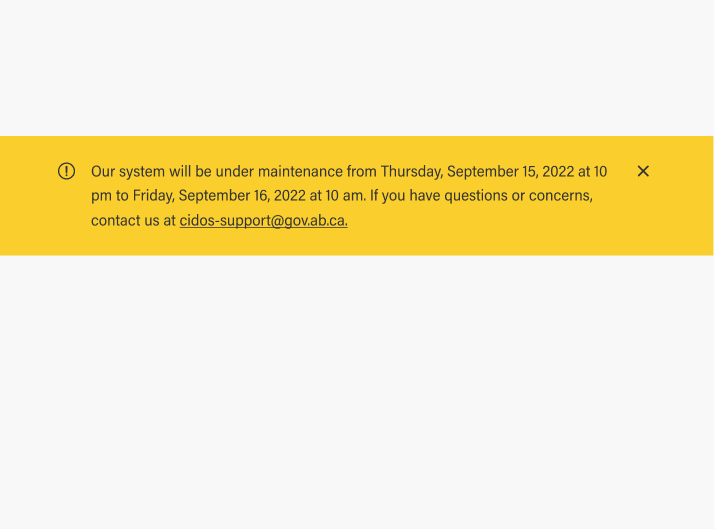 Our system will be under maintenance from Thursday, September 15, 2022 at 10
pm to Friday, September 16, 2022 at 10 am. If you have questions or concerns,
contact us at cidos-support@gov.ab.ca.